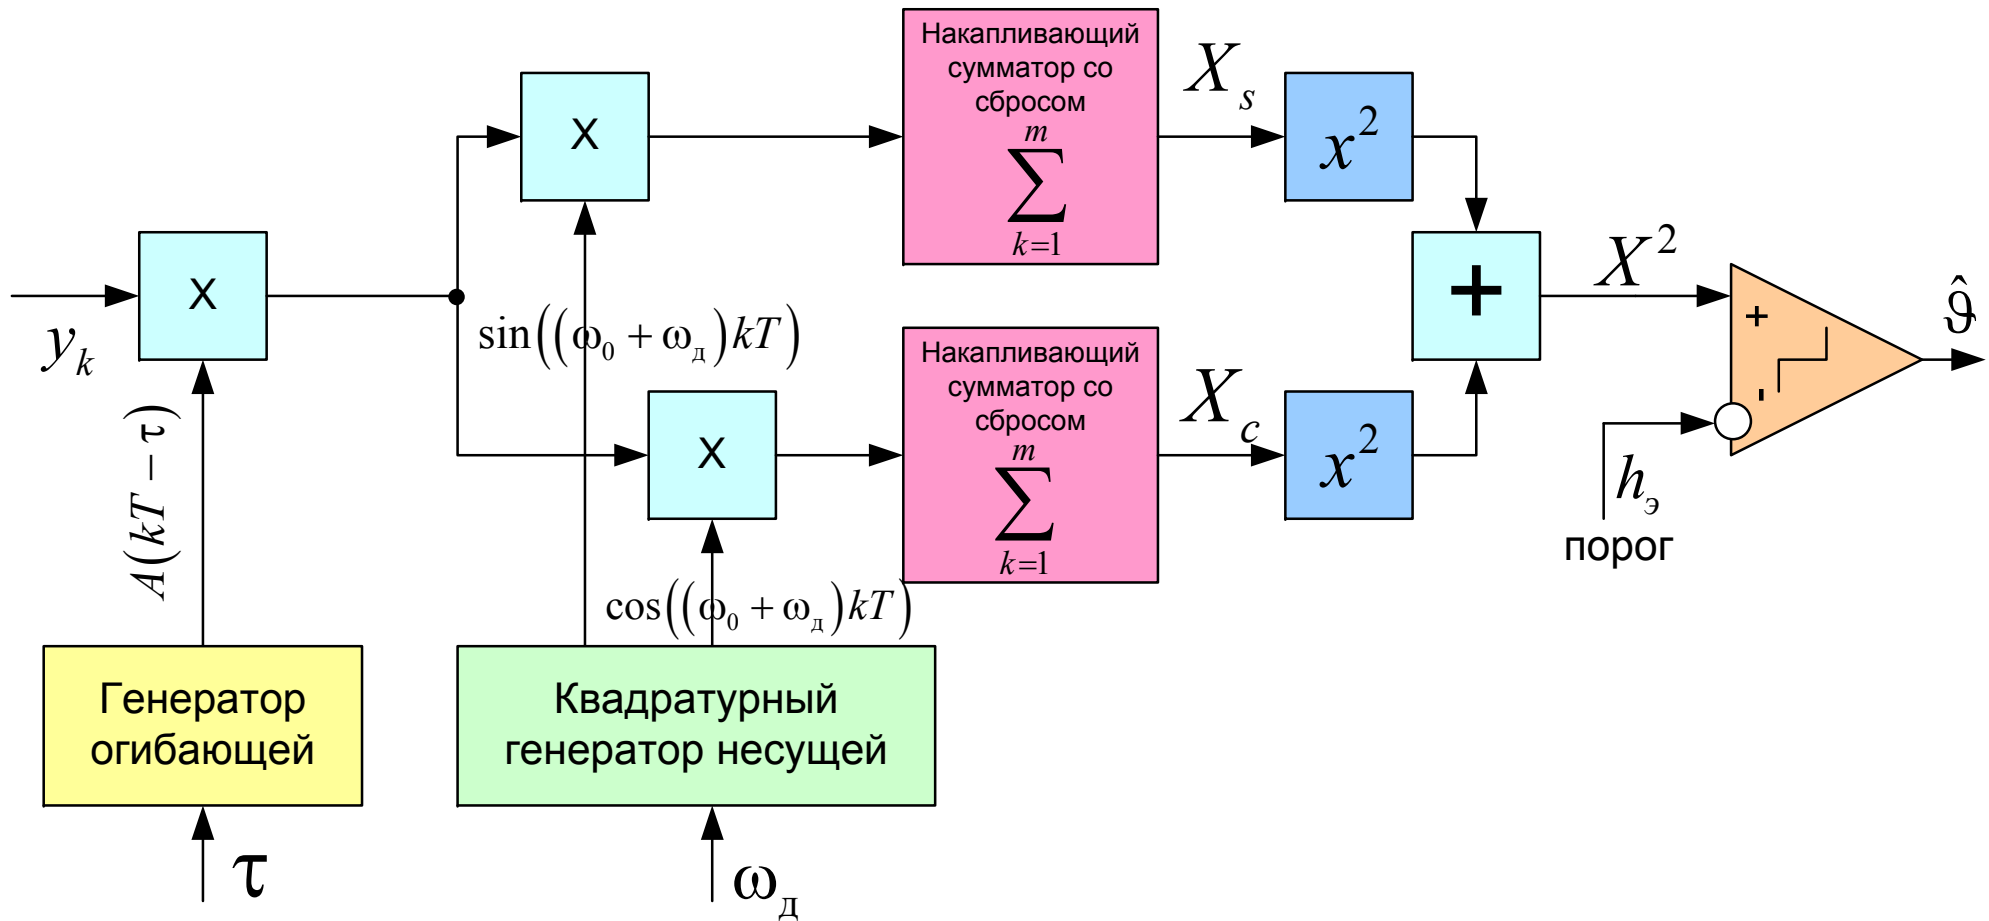 Накапливающий
сумматор со
сбросом
m
∑
k=1
X_s
x²
x
x
y_k
A(kT − τ)
sin((ω₀ + ω_д)kT)
+
X²
+
-
ϑ̂
Накапливающий
сумматор со
сбросом
m
∑
k=1
X_c
x²
x
h_э
порог
cos((ω₀ + ω_д)kT)
Генератор
огибающей
Квадратурный
генератор несущей
τ
ω_д